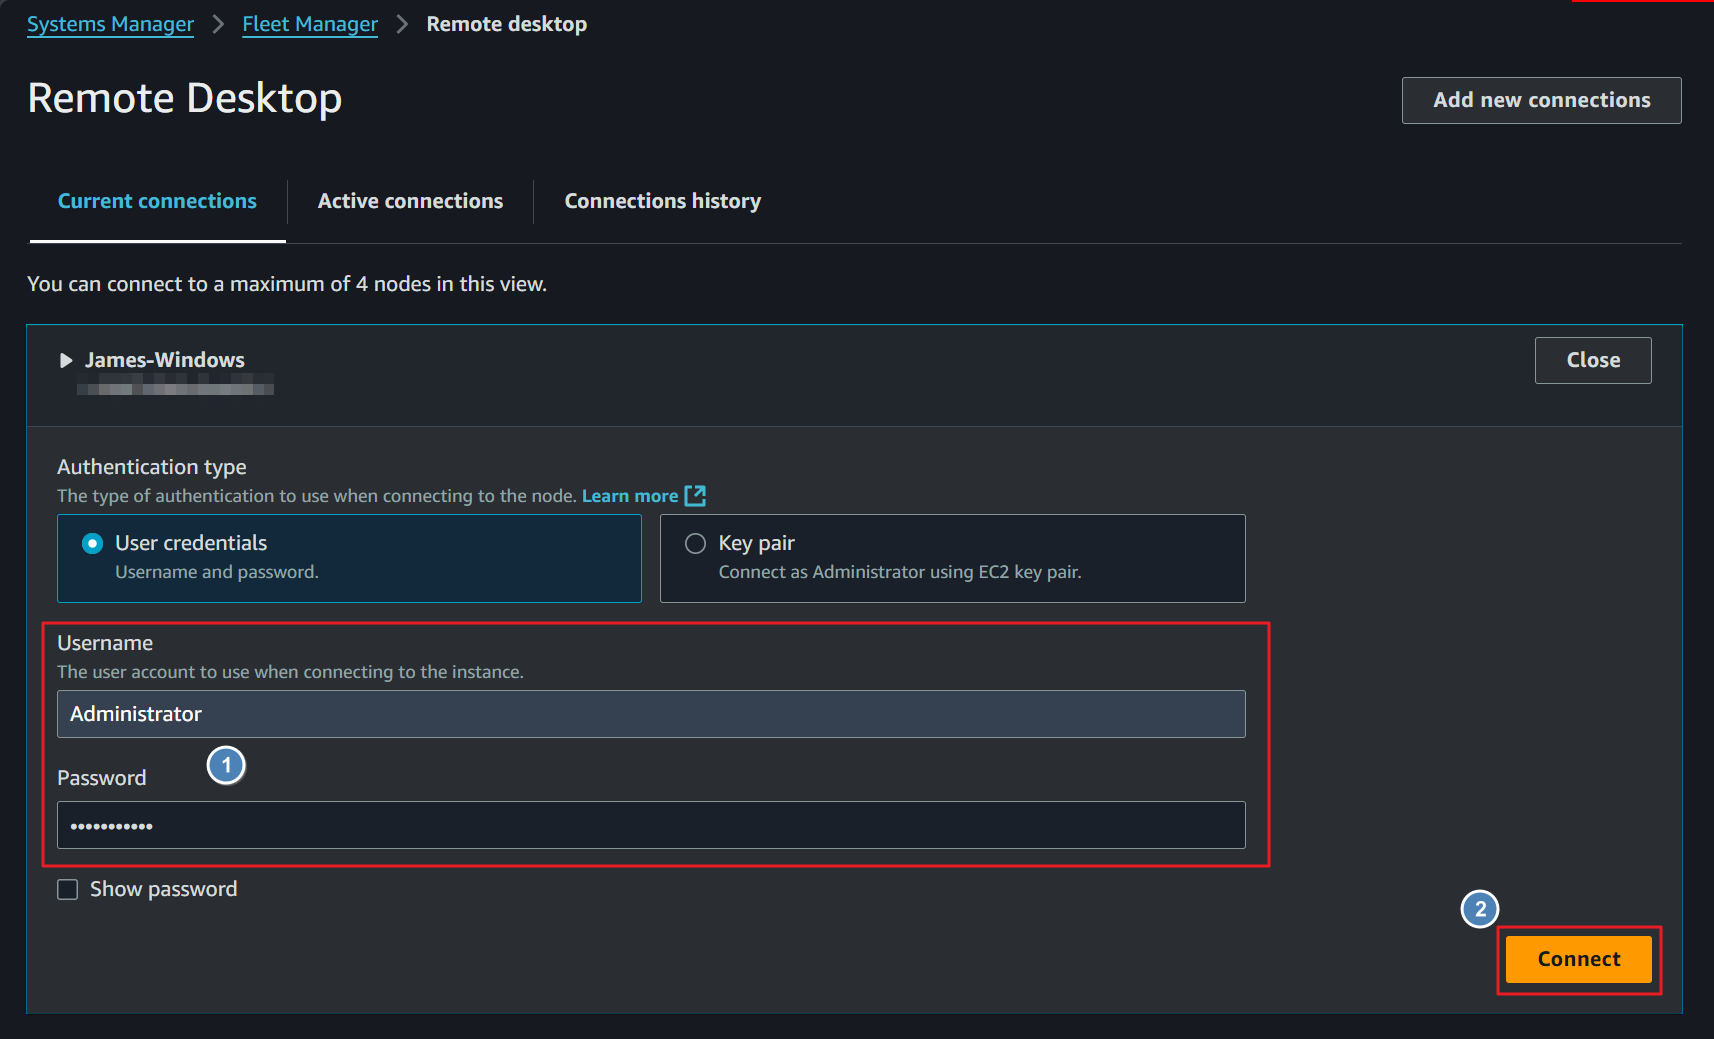 Systems Manager > Fleet Manager > Remote desktop
Remote Desktop
Add new connections
Current connections
Active connections
Connections history
You can connect to a maximum of 4 nodes in this view.
James-Windows
Close
Authentication type
The type of authentication to use when connecting to the node. Learn more
User credentials
Username and password.
Key pair
Connect as Administrator using EC2 key pair.
Username
The user account to use when connecting to the instance.
Administrator
1
Password
•••••••••••
Show password
2
Connect